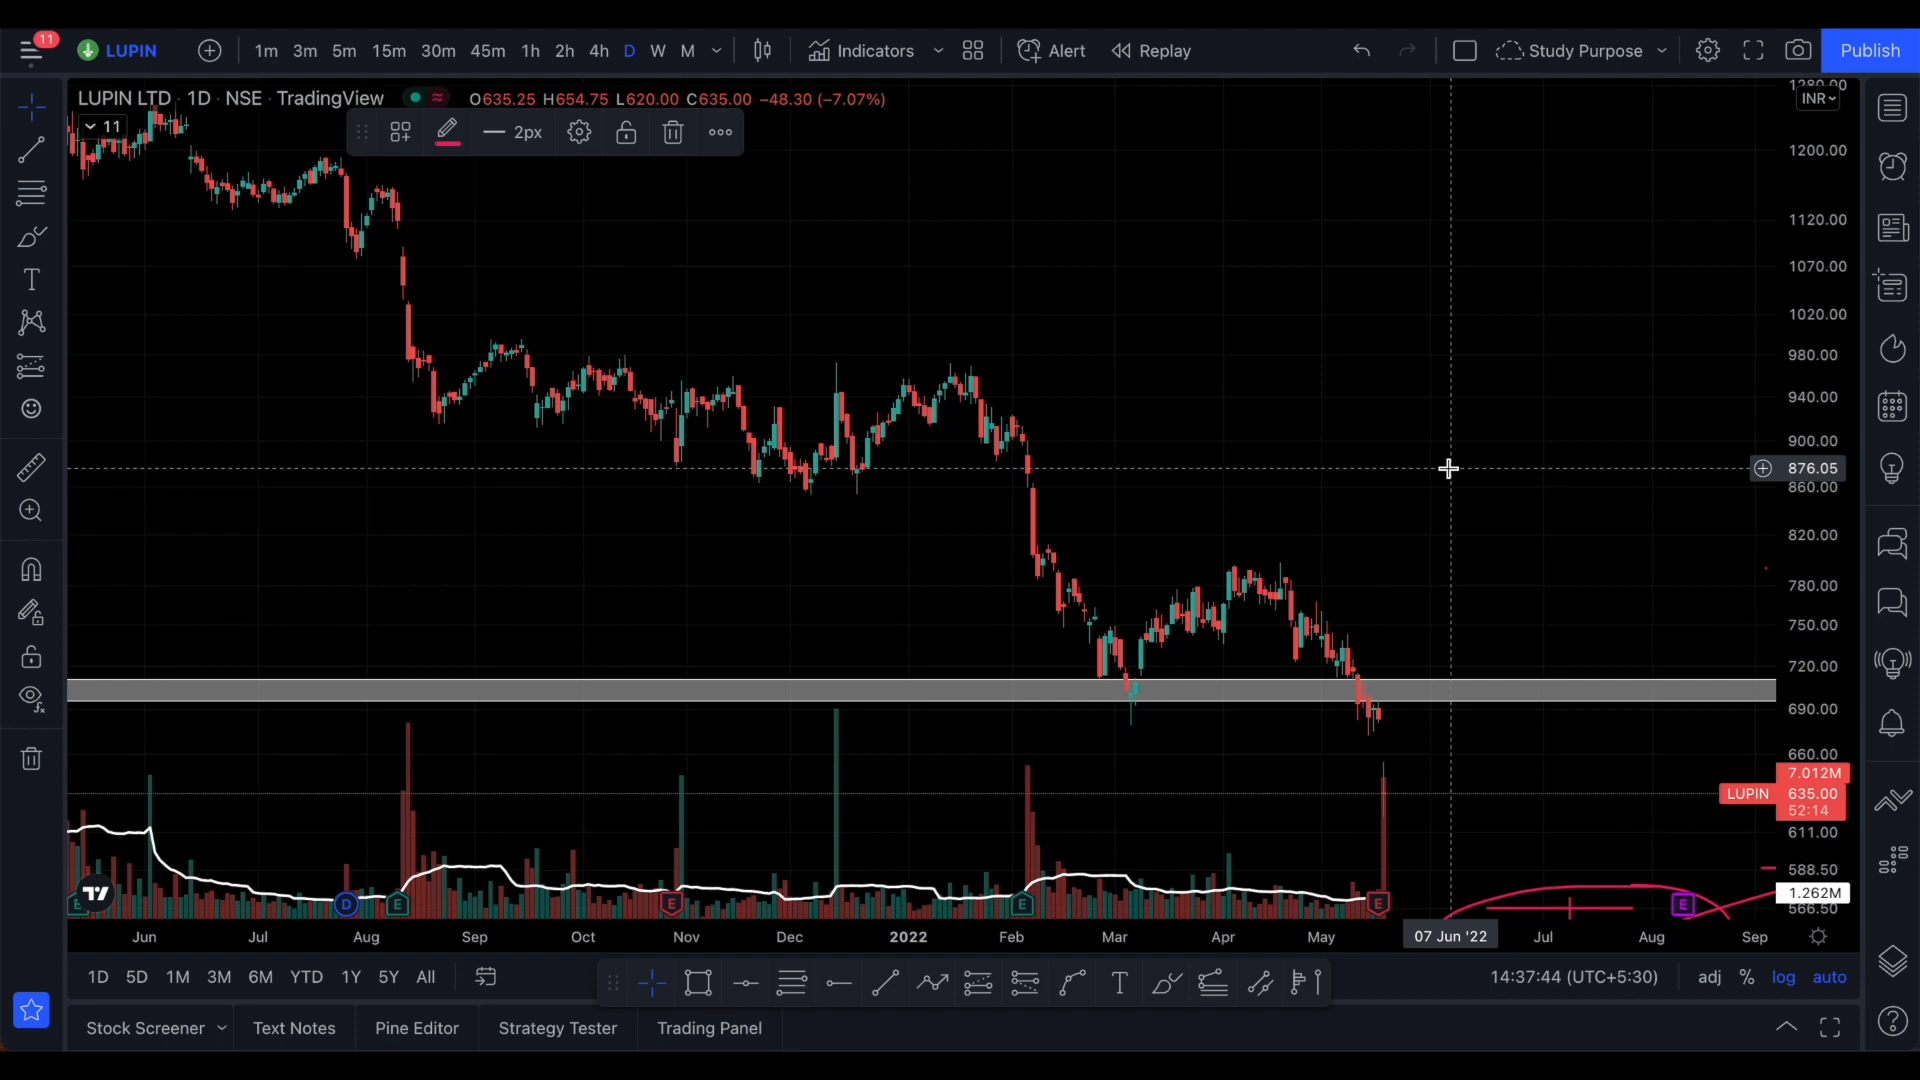 11
LUPIN
1m 3m 5m 15m 30m 45m 1h 2h 4h D W M
Indicators
Alert
Replay
Study Purpose
Publish
LUPIN LTD · 1D · NSE · TradingView
O635.25 H654.75 L620.00 C635.00 −48.30 (−7.07%)
11
2px
INR
1280.00
1200.00
1120.00
1070.00
1020.00
980.00
940.00
900.00
876.05
860.00
820.00
780.00
750.00
720.00
690.00
660.00
7.012M
LUPIN 635.00
52:14
611.00
588.50
1.262M
566.50
E D E E E E E
Jun Jul Aug Sep Oct Nov Dec 2022 Feb Mar Apr May 07 Jun '22 Jul Aug Sep
1D 5D 1M 3M 6M YTD 1Y 5Y All
14:37:44 (UTC+5:30)
adj % log auto
Stock Screener
Text Notes
Pine Editor
Strategy Tester
Trading Panel